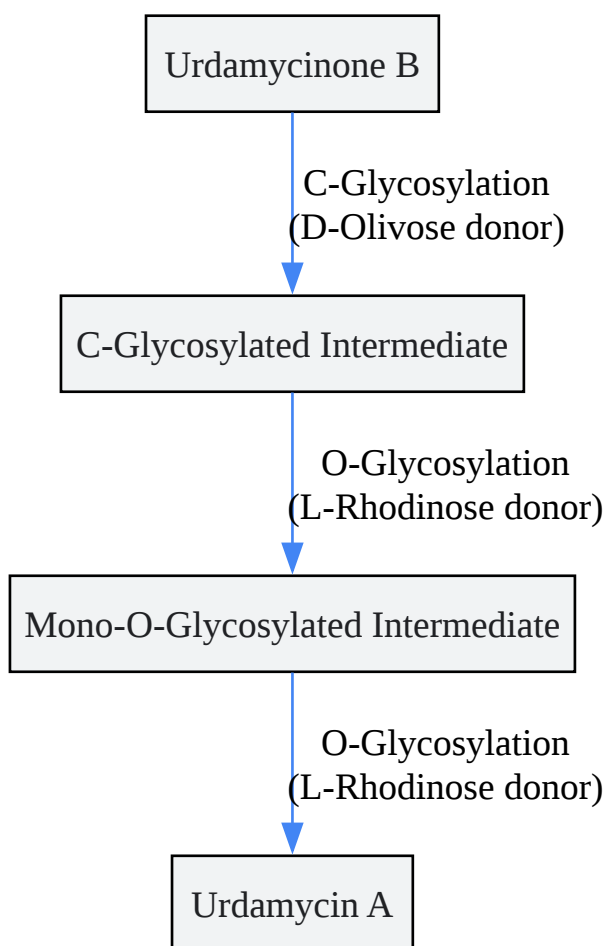 Urdamycinone B
C-Glycosylation
(D-Olivose donor)
C-Glycosylated Intermediate
O-Glycosylation
(L-Rhodinose donor)
Mono-O-Glycosylated Intermediate
O-Glycosylation
(L-Rhodinose donor)
Urdamycin A